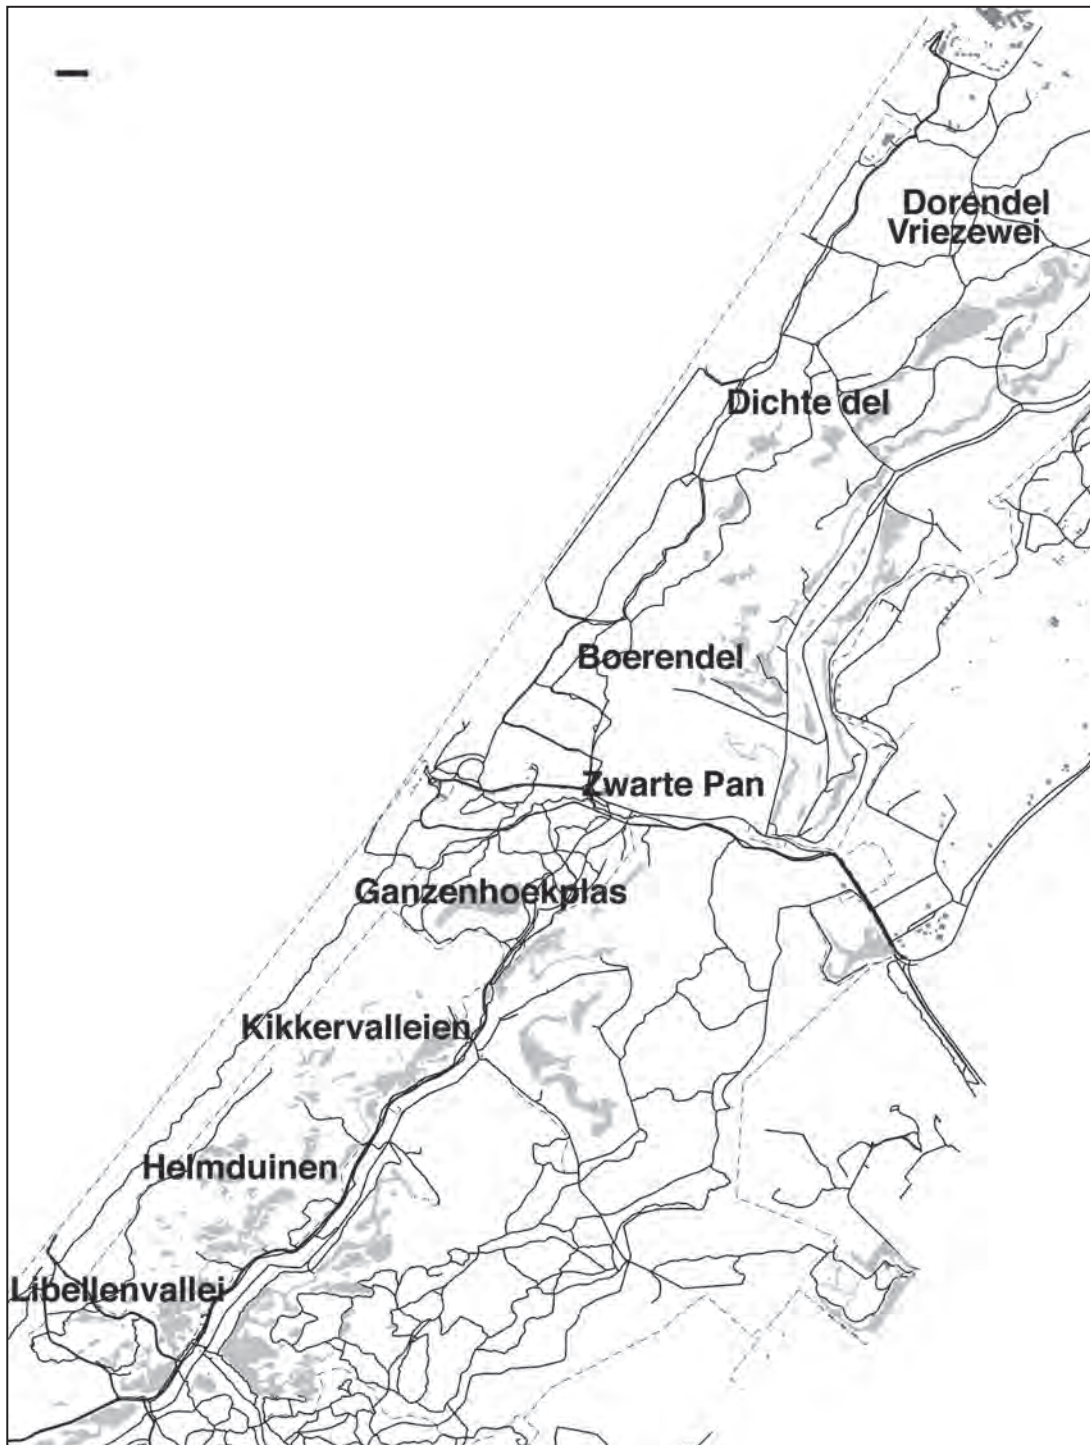 Dorendel
Vriezewei
Dichte del
Boerendel
Zwarte Pan
Ganzenhoekplas
Kikkervalleien
Helmduinen
Libellenvallei